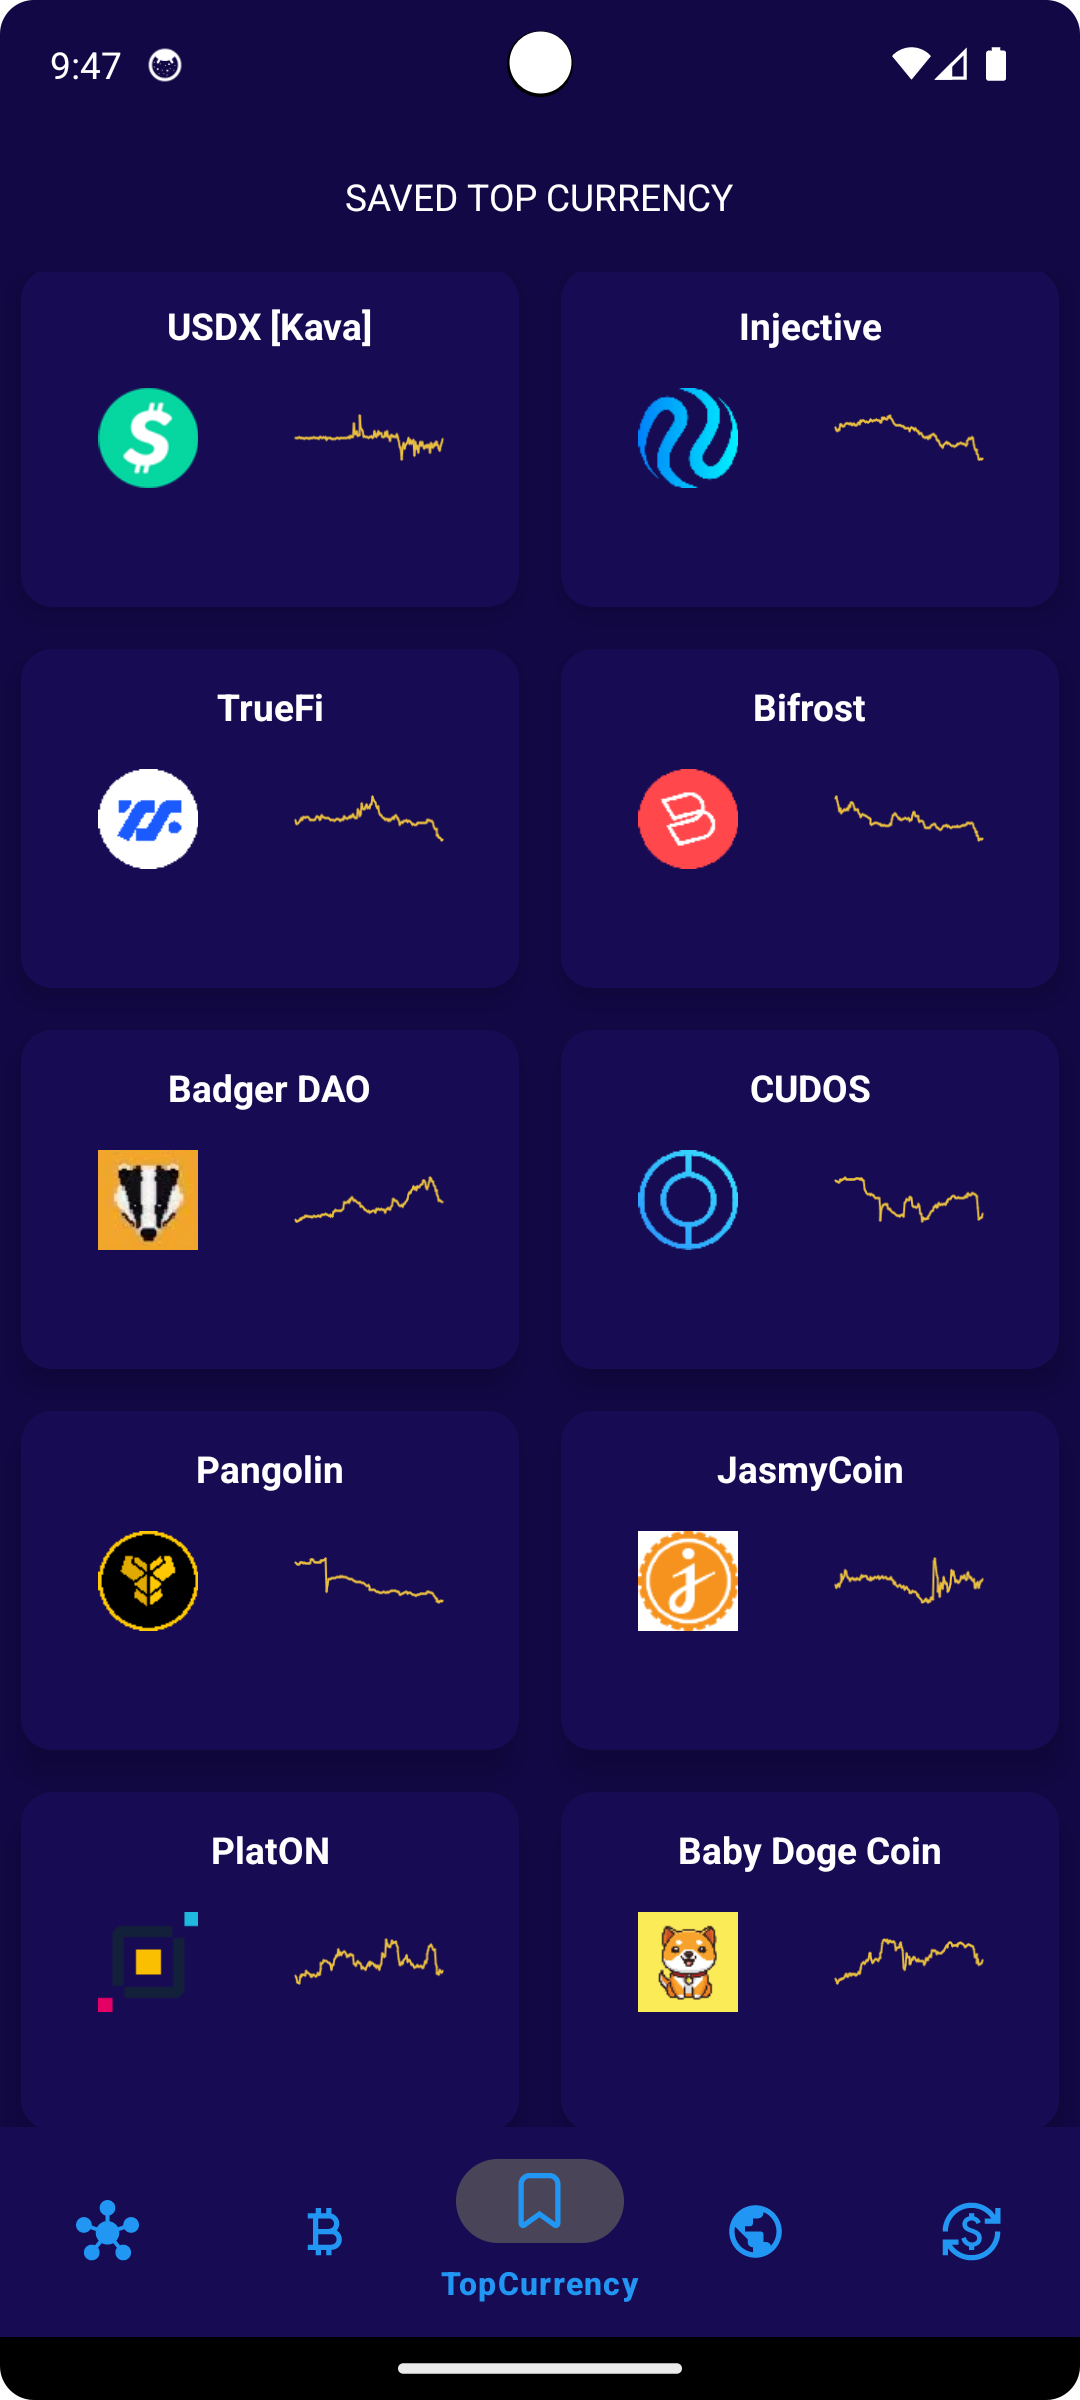 9:47
SAVED TOP CURRENCY
USDX [Kava]
Injective
TrueFi
Bifrost
Badger DAO
CUDOS
Pangolin
JasmyCoin
PlatON
Baby Doge Coin
TopCurrency